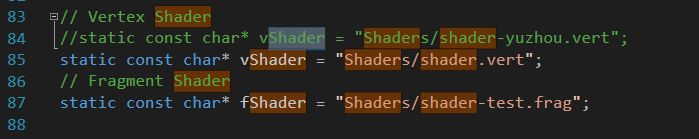 83 // Vertex Shader
84 //static const char* vShader = "Shaders/shader-yuzhou.vert";
85 static const char* vShader = "Shaders/shader.vert";
86 // Fragment Shader
87 static const char* fShader = "Shaders/shader-test.frag";
88